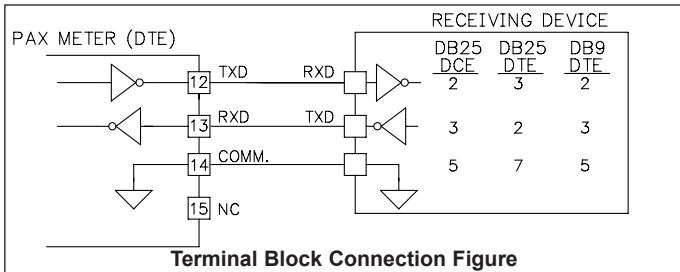 RECEIVING DEVICE
PAX METER (DTE)
DB25 DB25 DB9
DCE DTE DTE
12 TXD RXD 2 3 2
13 RXD TXD 3 2 3
14 COMM. 5 7 5
15 NC
Terminal Block Connection Figure